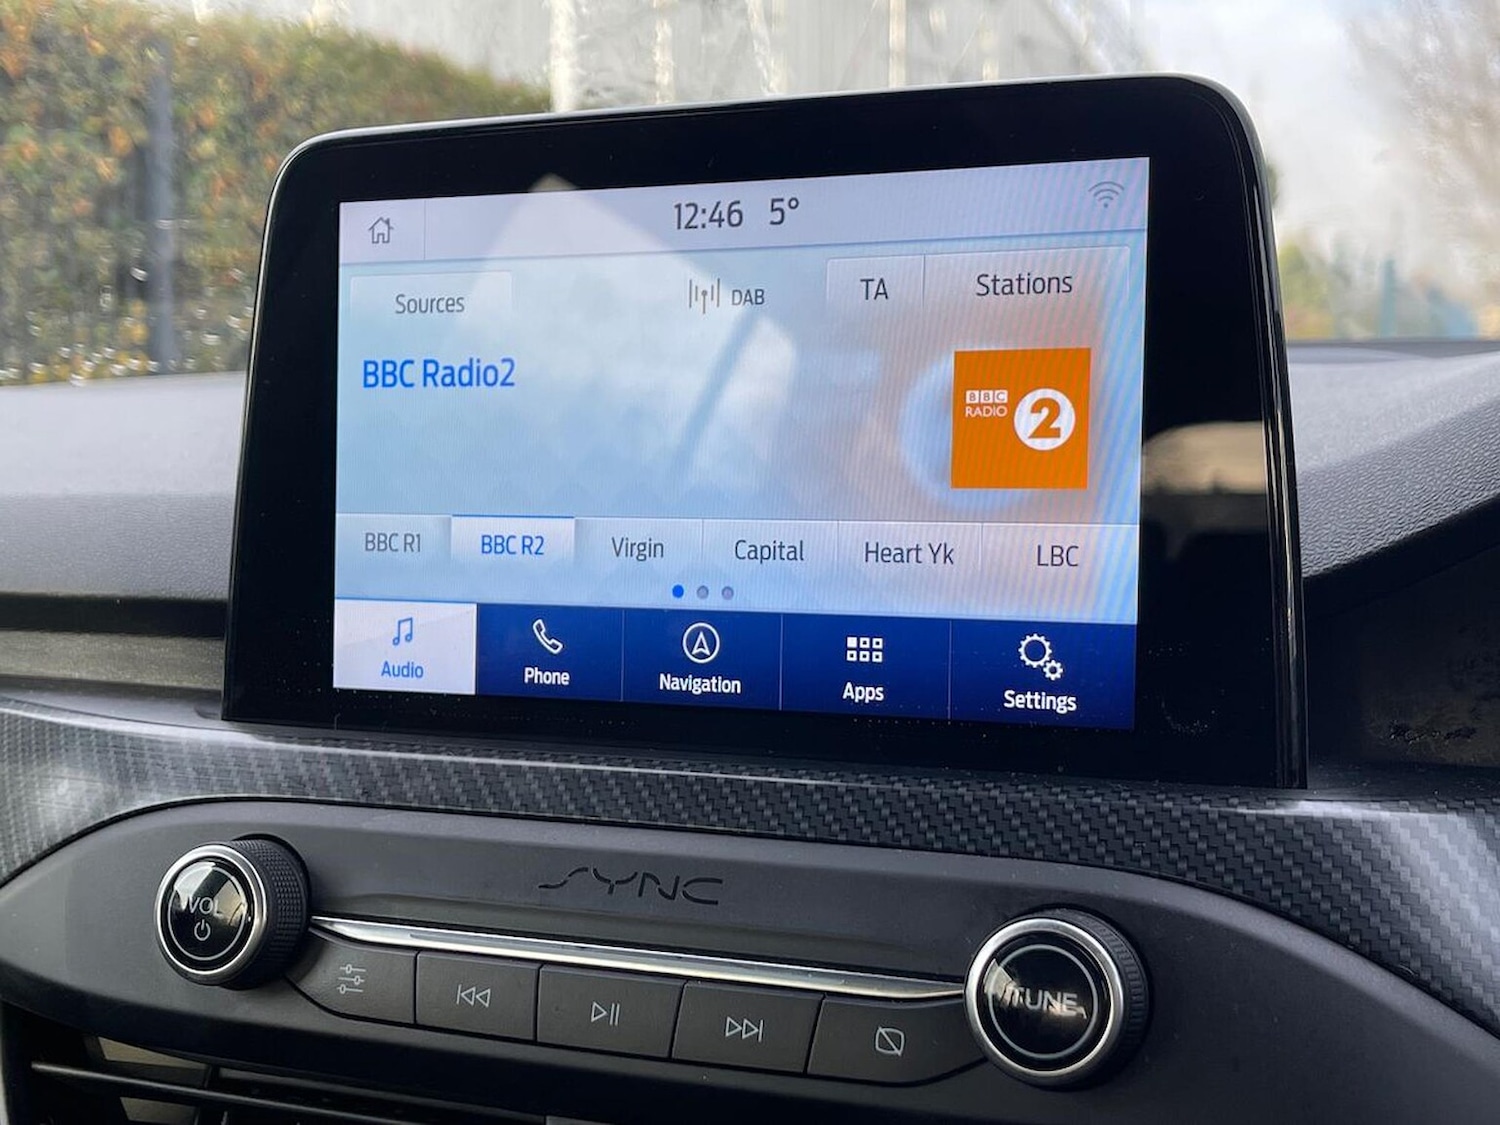 12:46 5°
Sources
DAB
TA
Stations
BBC Radio2
BBC
RADIO
2
BBC R1
BBC R2
Virgin
Capital
Heart Yk
LBC
Audio
Phone
Navigation
Apps
Settings
SYNC
VOL
TUNE